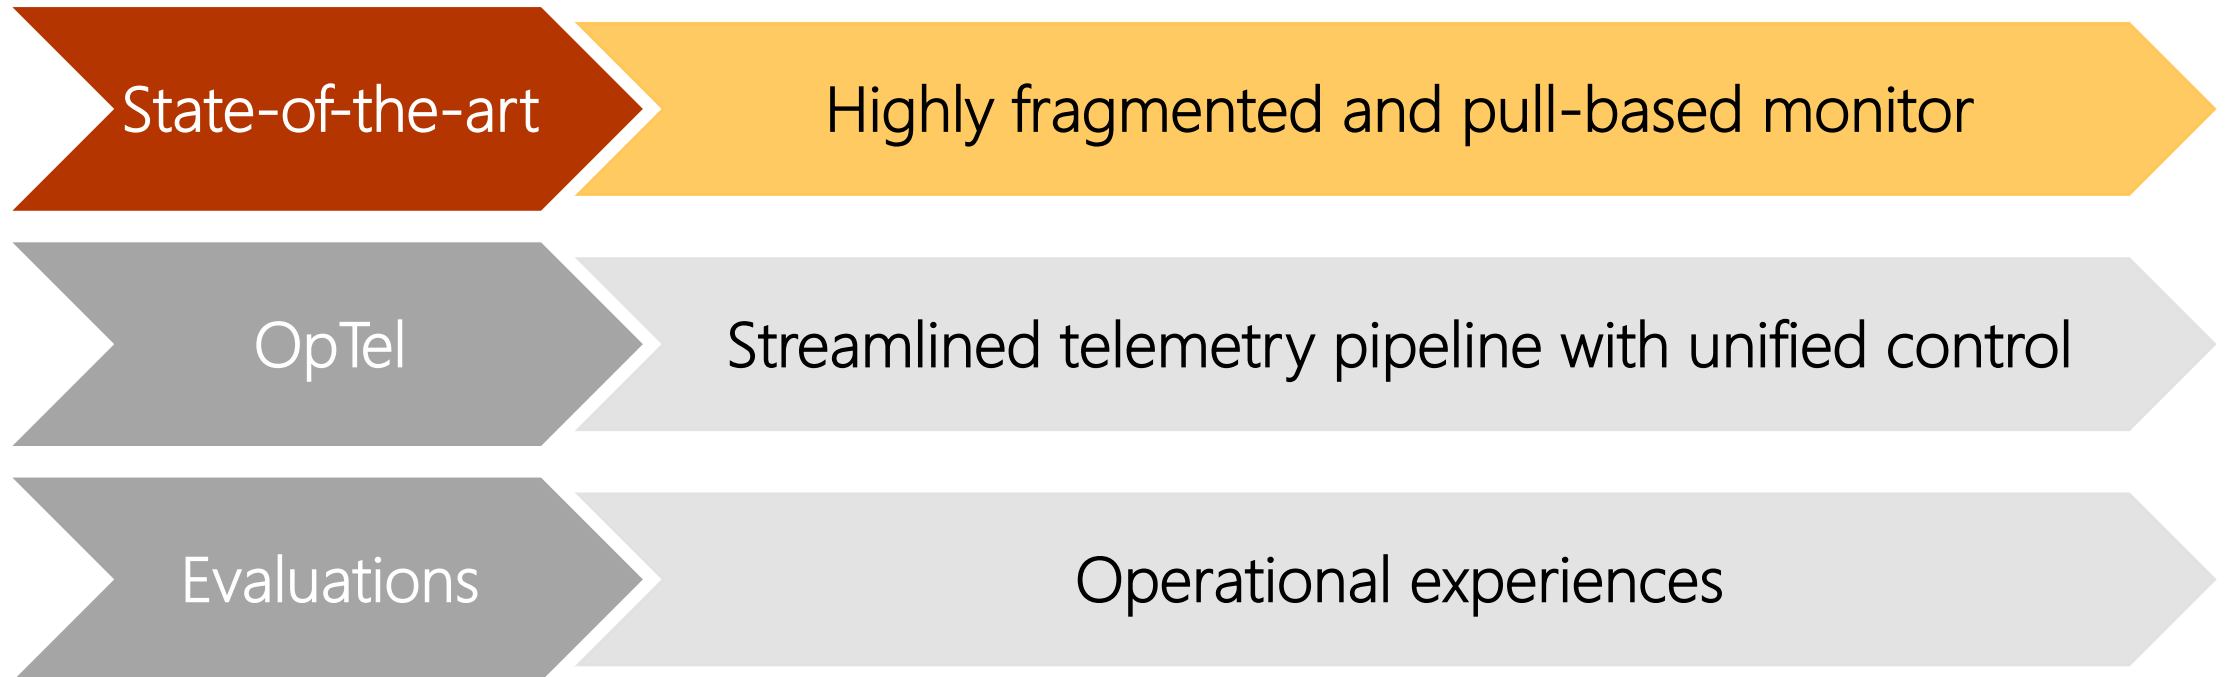 State-of-the-art
Highly fragmented and pull-based monitor
OpTel
Streamlined telemetry pipeline with unified control
Evaluations
Operational experiences